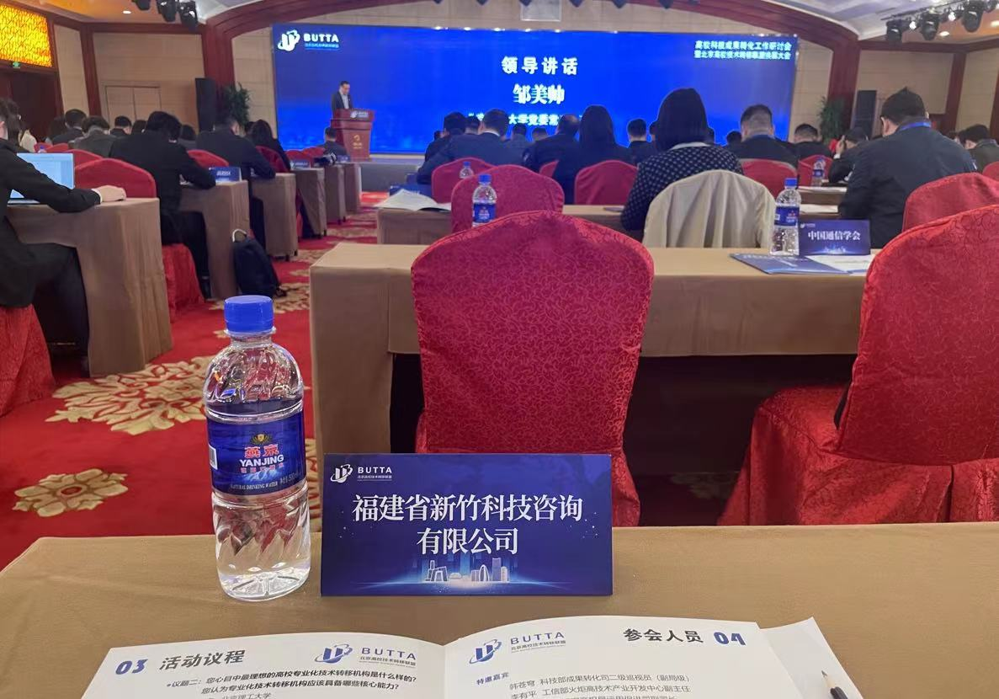 BUTTA
北京高校技术转移联盟
高校科技成果转化工作研讨会
暨北京高校技术转移联盟换届大会
领导讲话
邹美帅
大学党委常
中国通信学会
燕京
YANJING
NATURAL DRINKING WATER
BUTTA
北京高校技术转移联盟
福建省新竹科技咨询
有限公司
03 活动议程
BUTTA
北京高校技术转移联盟
议题二：您心目中最理想的高校专业化技术转移机构是什么样的？
您认为专业化技术转移机构应该具备哪些核心能力？
北京理工大学
BUTTA
北京高校技术转移联盟
参会人员 04
特邀嘉宾
韩苍穹 科技部成果转化司二级巡视员（副局级）
李有平 工信部火炬高技术产业开发中心副主任